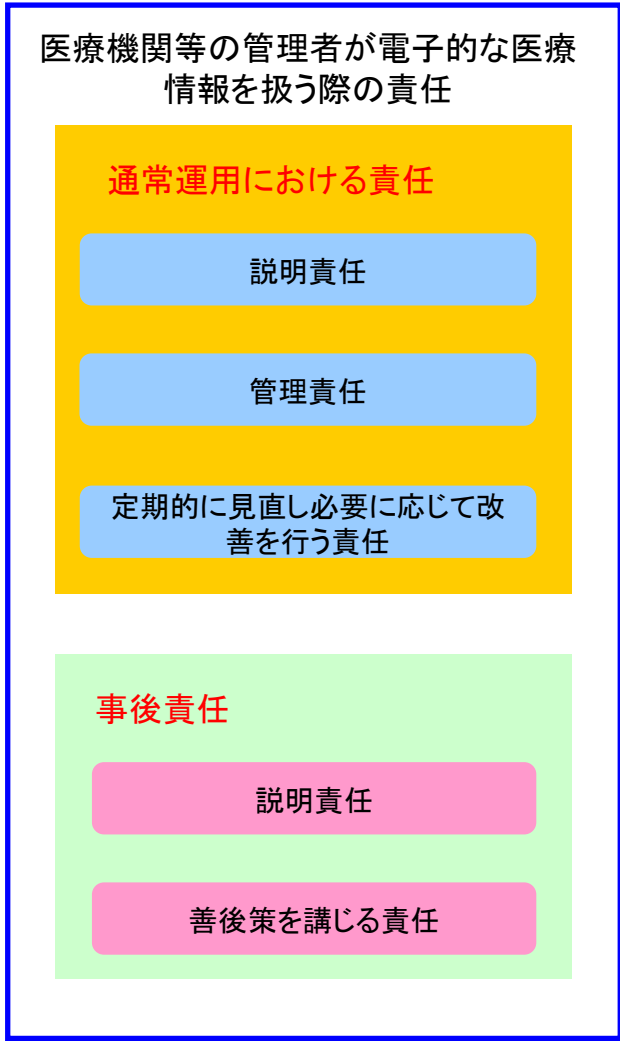 医療機関等の管理者が電子的な医療
情報を扱う際の責任
通常運用における責任
説明責任
管理責任
定期的に見直し必要に応じて改
善を行う責任
事後責任
説明責任
善後策を講じる責任